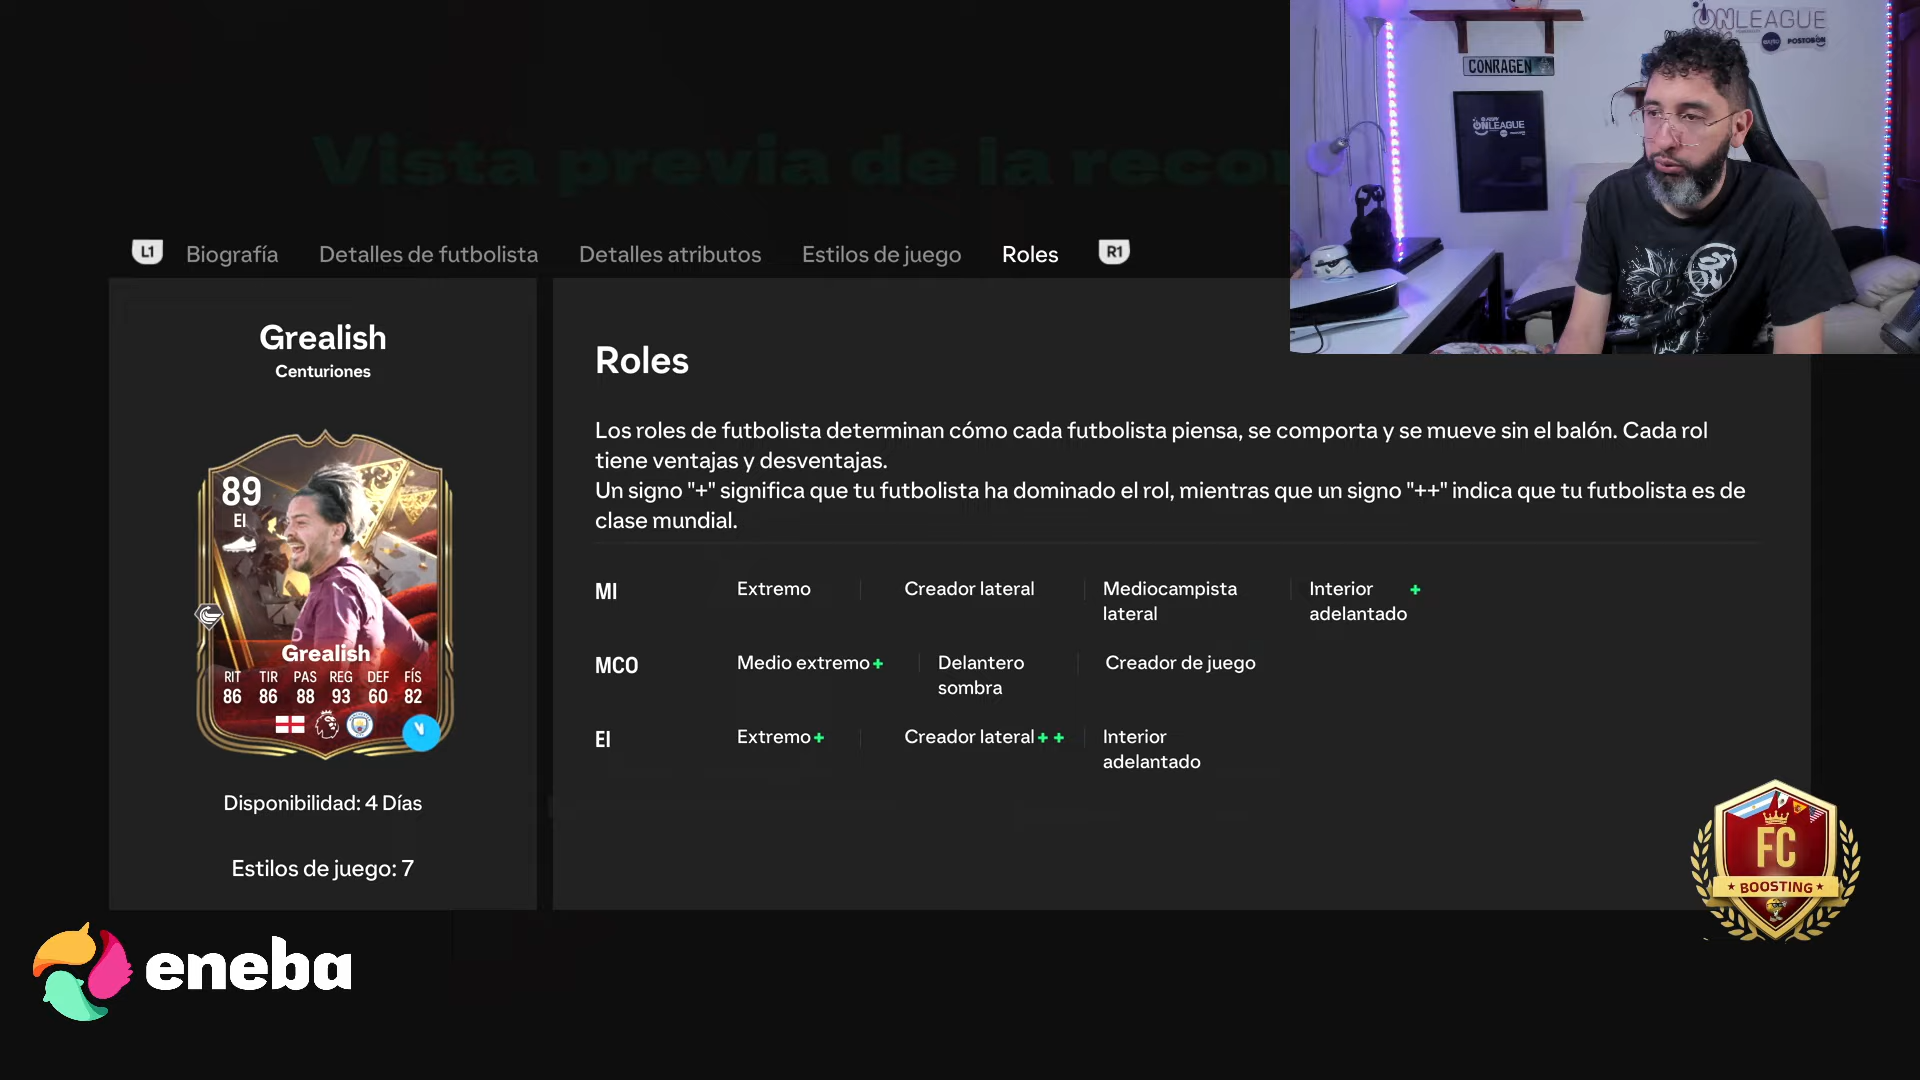 ONLEAGUE
POSTOBÓN
CONRAGEN
ONLEAGUE
Vista previa de la recom
L1 Biografía Detalles de futbolista Detalles atributos Estilos de juego Roles R1
Grealish
Centuriones
89
EI
Grealish
RIT TIR PAS REG DEF FÍS
86 86 88 93 60 82
Disponibilidad: 4 Días
Estilos de juego: 7
Roles
Los roles de futbolista determinan cómo cada futbolista piensa, se comporta y se mueve sin el balón. Cada rol
tiene ventajas y desventajas.
Un signo "+" significa que tu futbolista ha dominado el rol, mientras que un signo "++" indica que tu futbolista es de
clase mundial.
MI Extremo Creador lateral Mediocampista lateral Interior adelantado +
MCO Medio extremo + Delantero sombra Creador de juego
EI Extremo + Creador lateral ++ Interior adelantado
FC
BOOSTING
eneba